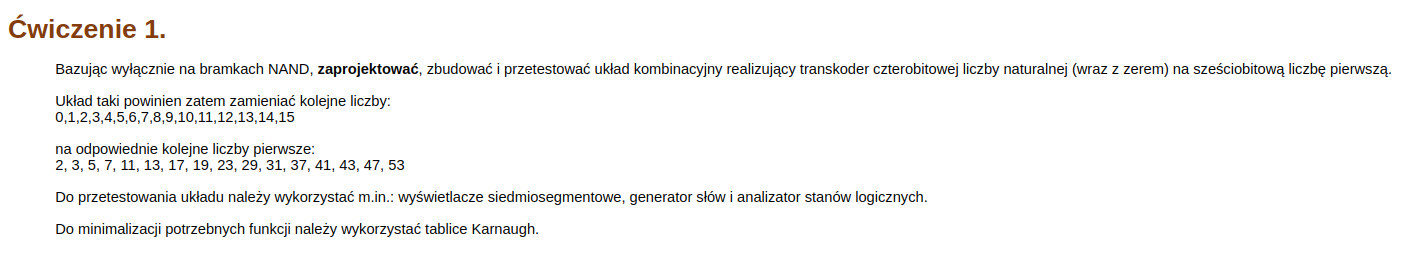 Ćwiczenie 1.
Bazując wyłącznie na bramkach NAND, zaprojektować, zbudować i przetestować układ kombinacyjny realizujący transkoder czterobitowej liczby naturalnej (wraz z zerem) na sześciobitową liczbę pierwszą.
Układ taki powinien zatem zamieniać kolejne liczby:
0,1,2,3,4,5,6,7,8,9,10,11,12,13,14,15
na odpowiednie kolejne liczby pierwsze:
2, 3, 5, 7, 11, 13, 17, 19, 23, 29, 31, 37, 41, 43, 47, 53
Do przetestowania układu należy wykorzystać m.in.: wyświetlacze siedmiosegmentowe, generator słów i analizator stanów logicznych.
Do minimalizacji potrzebnych funkcji należy wykorzystać tablice Karnaugh.